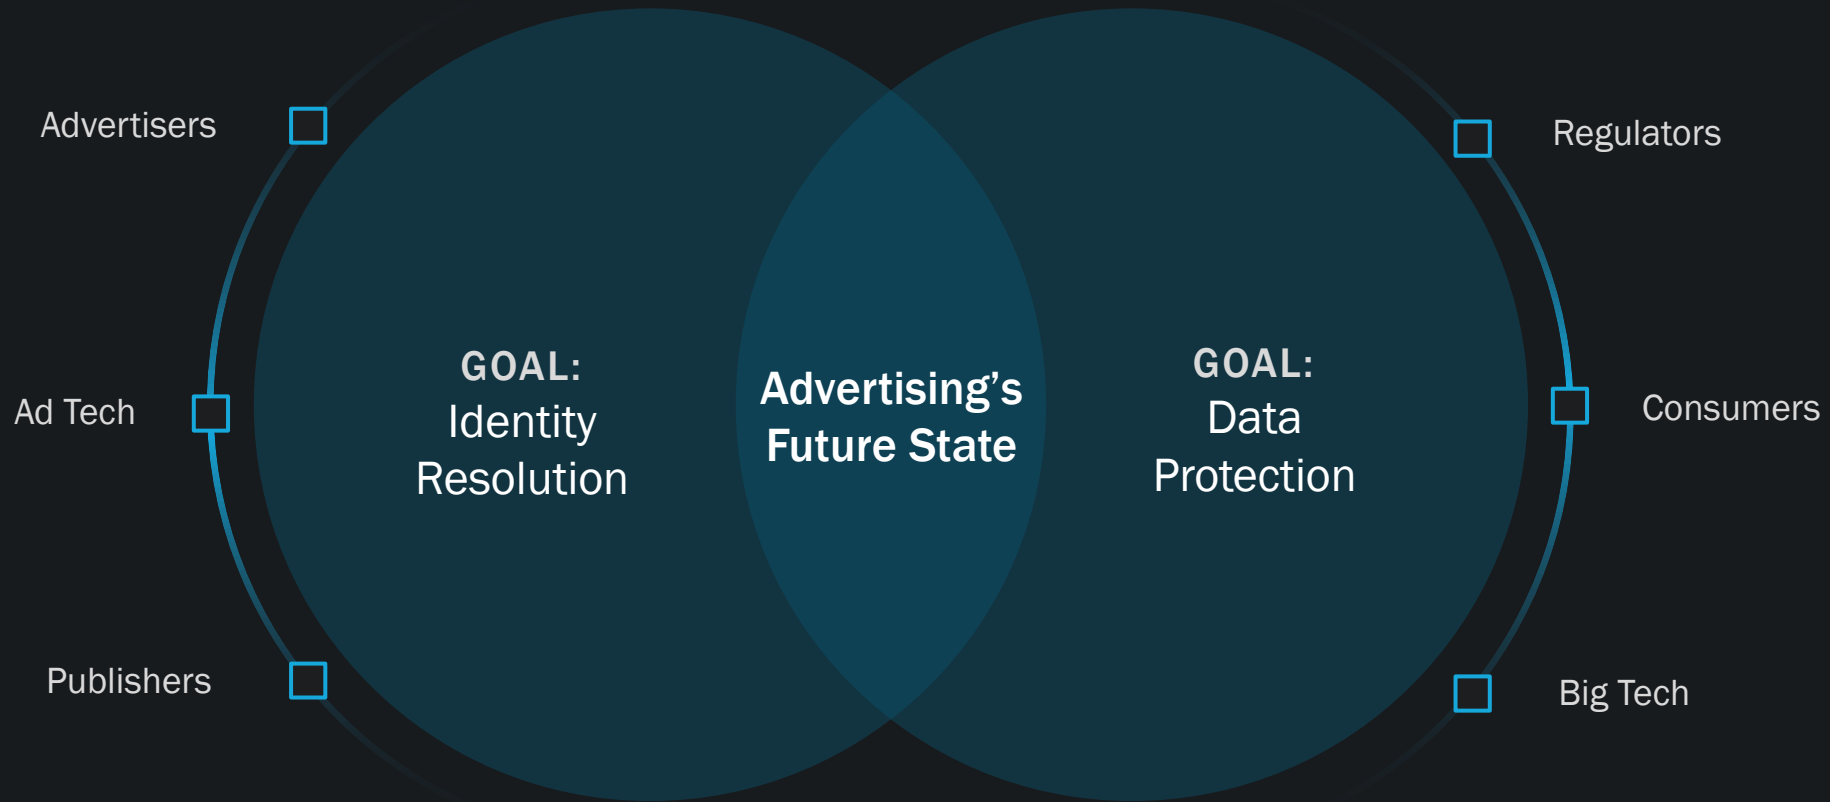 Advertisers
Ad Tech
Publishers
GOAL:
Identity
Resolution
Advertising’s
Future State
GOAL:
Data
Protection
Regulators
Consumers
Big Tech